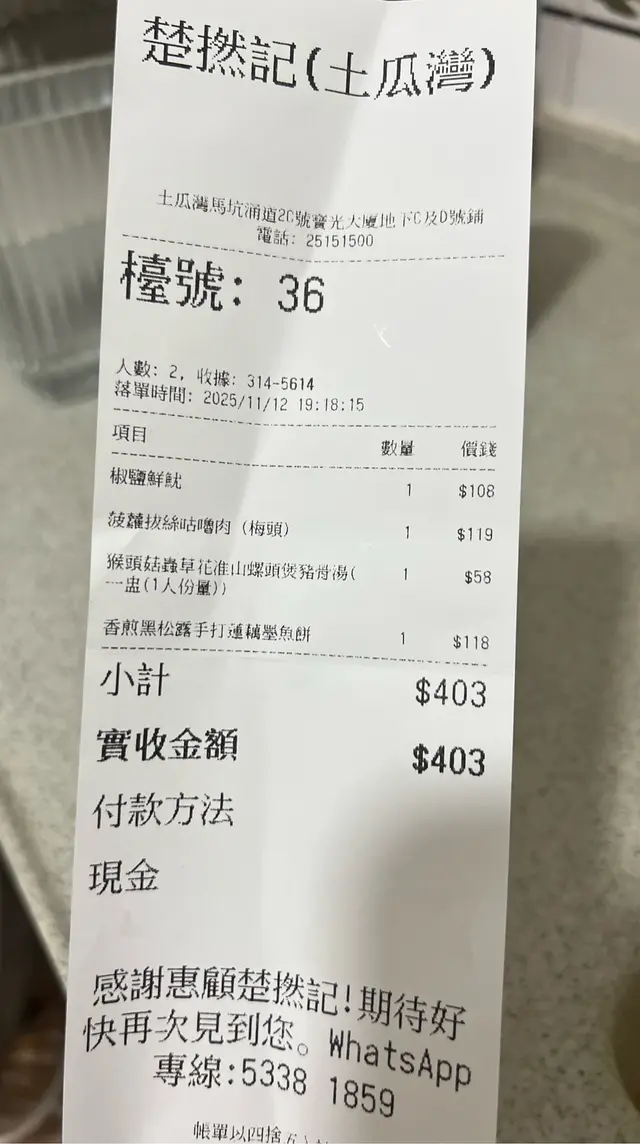 楚撚記(土瓜灣)
土瓜灣馬坑涌道2C號寶光大廈地下C及D號鋪
電話: 25151500
檯號: 36
人數: 2, 收據: 314-5614
落單時間: 2025/11/12 19:18:15
項目 數量 價錢
椒鹽鮮魷 1 $108
菠蘿拔絲咕嚕肉 (梅頭) 1 $119
猴頭菇蟲草花淮山螺頭煲豬骨湯( 1 $58
一盅(1人份量))
香煎黑松露手打蓮藕墨魚餅 1 $118
小計 $403
實收金額 $403
付款方法
現金
感謝惠顧楚撚記!期待好
快再次見到您。WhatsApp
專線:5338 1859
帳單以四捨五入